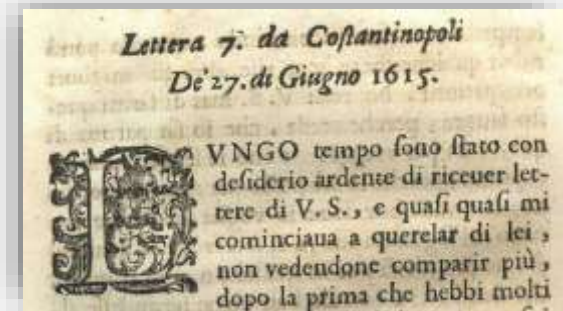 Lettera 7. da Coſtantinopoli
De'27. di Giugno 1615.
LVNGO tempo ſono ſtato con
deſiderio ardente di riceuer let-
tere di V. S., e quaſi quaſi mi
cominciaua a querelar di lei ,
non vedendone comparir più ,
dopo la prima che hebbi molti